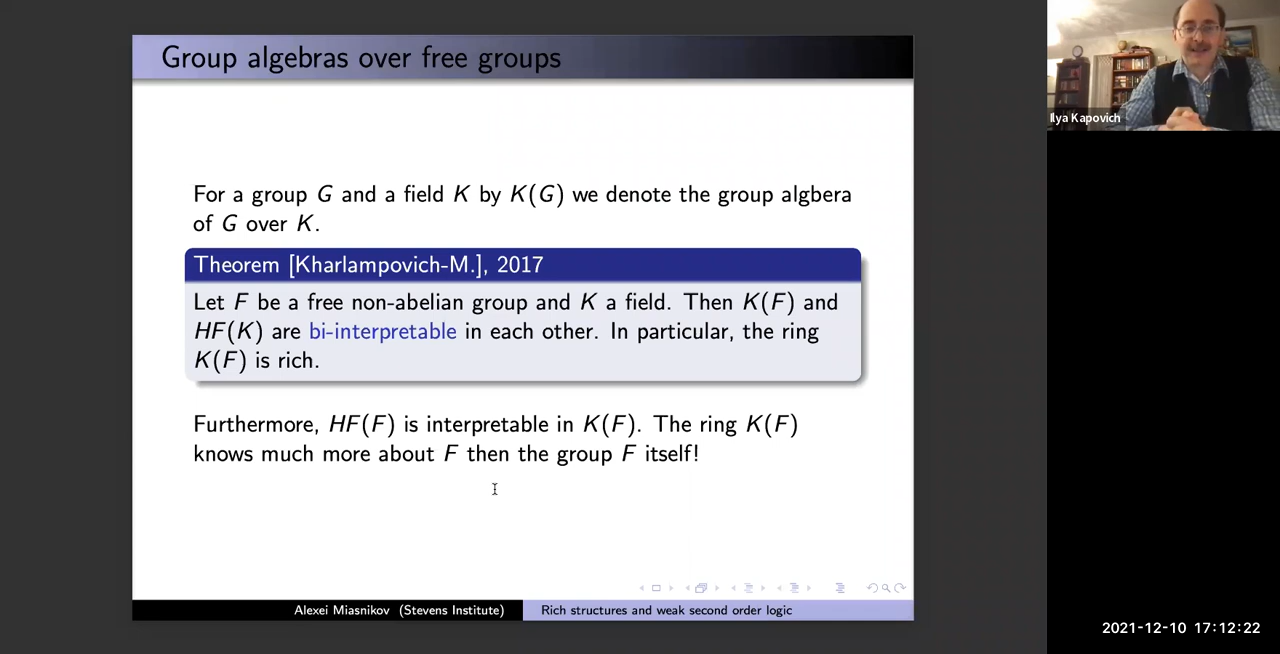 Group algebras over free groups
For a group G and a field K by K(G) we denote the group algbera
of G over K.
Theorem [Kharlampovich-M.], 2017
Let F be a free non-abelian group and K a field. Then K(F) and
HF(K) are bi-interpretable in each other. In particular, the ring
K(F) is rich.
Furthermore, HF(F) is interpretable in K(F). The ring K(F)
knows much more about F then the group F itself!
Alexei Miasnikov (Stevens Institute)
Rich structures and weak second order logic
Ilya Kapovich
2021-12-10 17:12:22